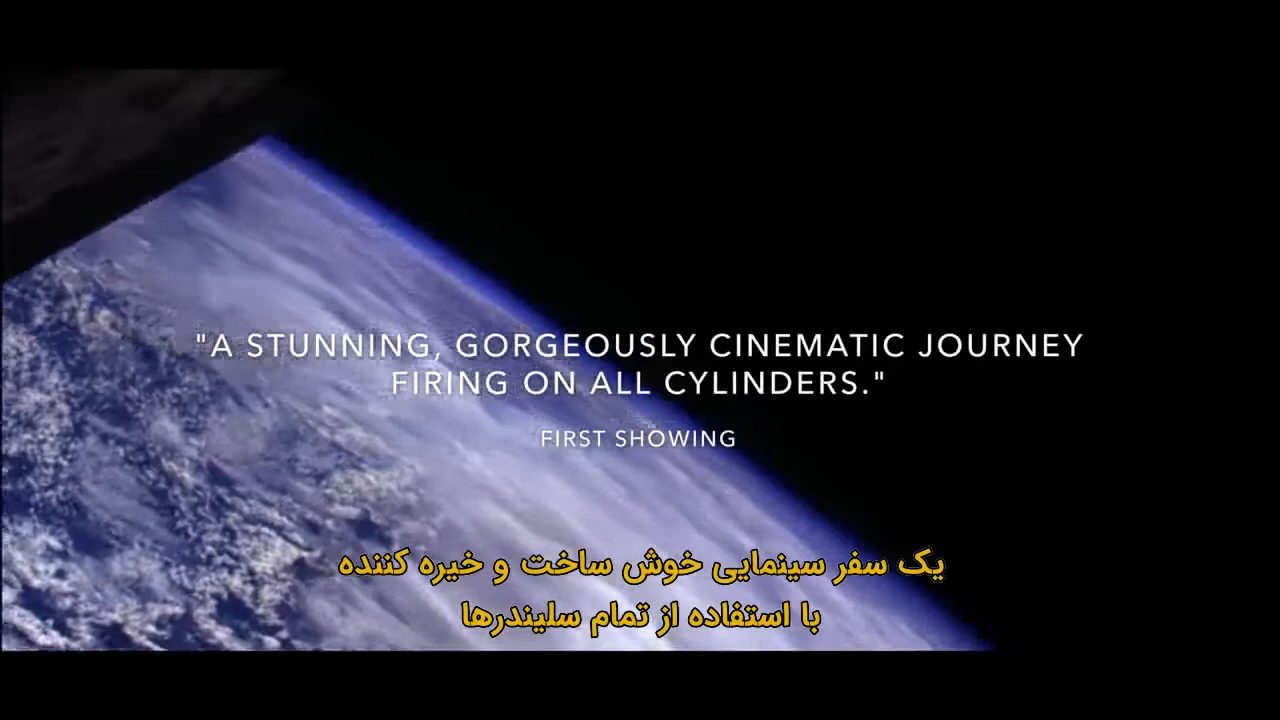 "A STUNNING, GORGEOUSLY CINEMATIC JOURNEY
FIRING ON ALL CYLINDERS."
FIRST SHOWING
یک سفر سینمایی خوش ساخت و خیره کننده
با استفاده از تمام سلیندرها